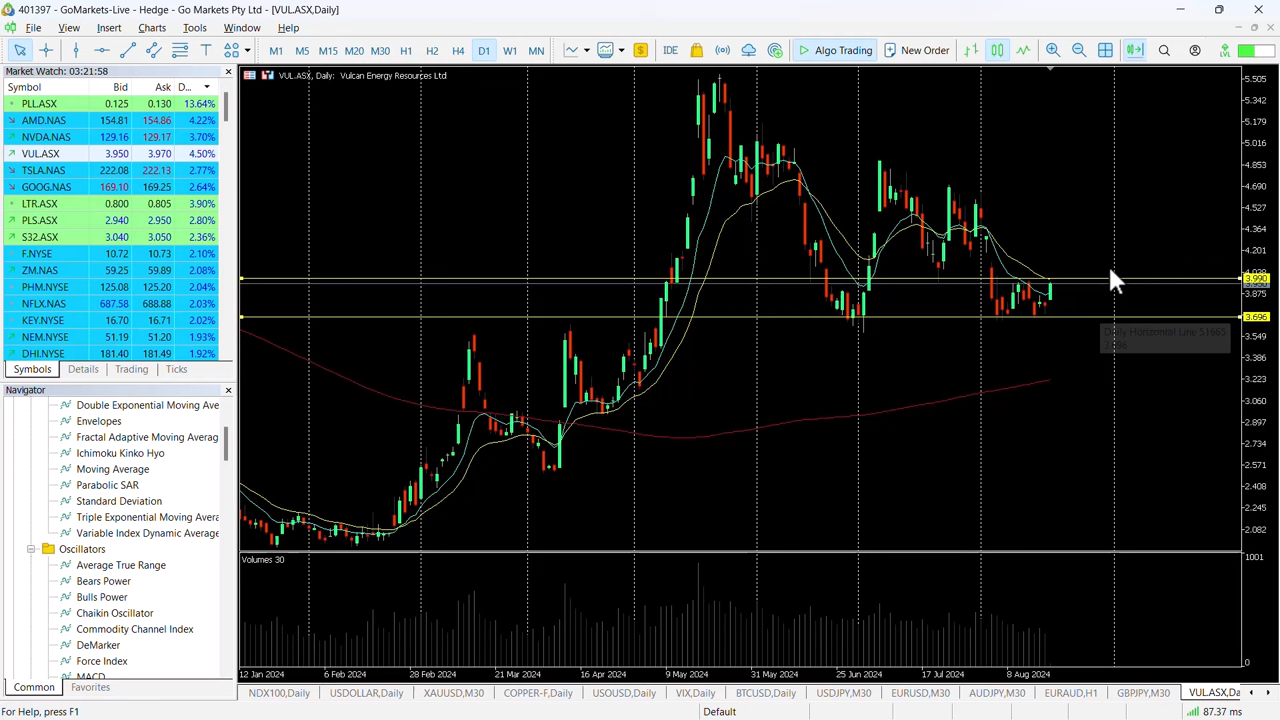 401397 - GoMarkets-Live - Hedge - Go Markets Pty Ltd - [VUL.ASX,Daily]
File View Insert Charts Tools Window Help
M1 M5 M15 M20 M30 H1 H2 H4 D1 W1 MN IDE Algo Trading New Order
Market Watch: 03:21:58
Symbol Bid Ask D...
PLL.ASX 0.125 0.130 13.64%
AMD.NAS 154.81 154.86 4.22%
NVDA.NAS 129.16 129.17 3.70%
VUL.ASX 3.950 3.970 4.50%
TSLA.NAS 222.08 222.13 2.77%
GOOG.NAS 169.10 169.25 2.64%
LTR.ASX 0.800 0.805 3.90%
PLS.ASX 2.940 2.950 2.80%
S32.ASX 3.040 3.050 2.36%
F.NYSE 10.72 10.73 2.10%
ZM.NAS 59.25 59.89 2.08%
PHM.NYSE 125.08 125.20 2.04%
NFLX.NAS 687.58 688.88 2.03%
KEY.NYSE 16.70 16.71 2.02%
NEM.NYSE 51.19 51.20 1.93%
DHI.NYSE 181.40 181.49 1.92%
Symbols Details Trading Ticks
Navigator
Double Exponential Moving Ave
Envelopes
Fractal Adaptive Moving Averag
Ichimoku Kinko Hyo
Moving Average
Parabolic SAR
Standard Deviation
Triple Exponential Moving Avera
Variable Index Dynamic Average
Oscillators
Average True Range
Bears Power
Bulls Power
Chaikin Oscillator
Commodity Channel Index
DeMarker
Force Index
MACD
Common Favorites
VUL.ASX, Daily: Vulcan Energy Resources Ltd
5.505
5.342
5.179
5.016
4.853
4.690
4.527
4.364
4.201
3.990
3.875
3.696
3.549
3.386
3.223
3.060
2.897
2.734
2.571
2.408
2.245
2.082
Daily Horizontal Line 51665
3.696
Volumes 30
1001
0
12 Jan 2024 6 Feb 2024 28 Feb 2024 21 Mar 2024 16 Apr 2024 9 May 2024 31 May 2024 25 Jun 2024 17 Jul 2024 8 Aug 2024
NDX100,Daily USDOLLAR,Daily XAUUSD,M30 COPPER-F,Daily USOUSD,Daily VIX,Daily BTCUSD,Daily USDJPY,M30 EURUSD,M30 AUDJPY,M30 EURAUD,H1 GBPJPY,M30 VUL.ASX,Da
For Help, press F1 Default 87.37 ms